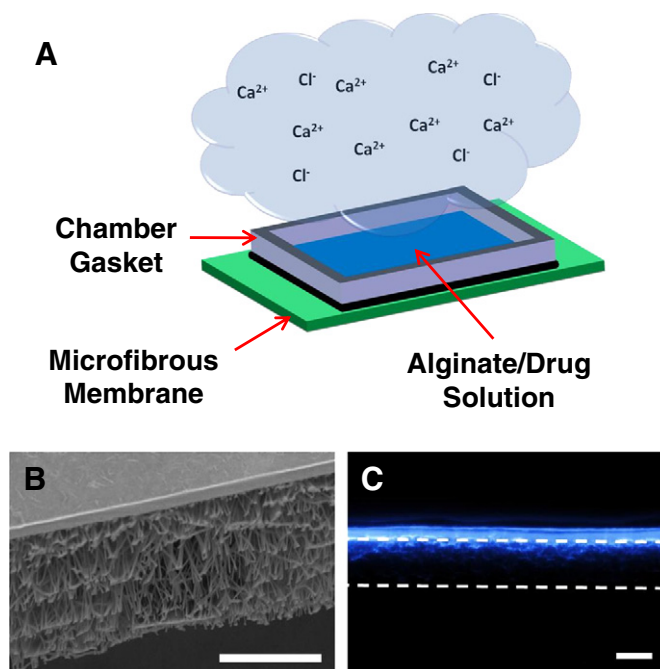 A
Ca²⁺ Cl⁻ Ca²⁺ Ca²⁺ Cl⁻
Ca²⁺ Ca²⁺ Ca²⁺
Ca²⁺
Cl⁻ Cl⁻
Chamber
Gasket
Microfibrous
Membrane
Alginate/Drug
Solution
B
C